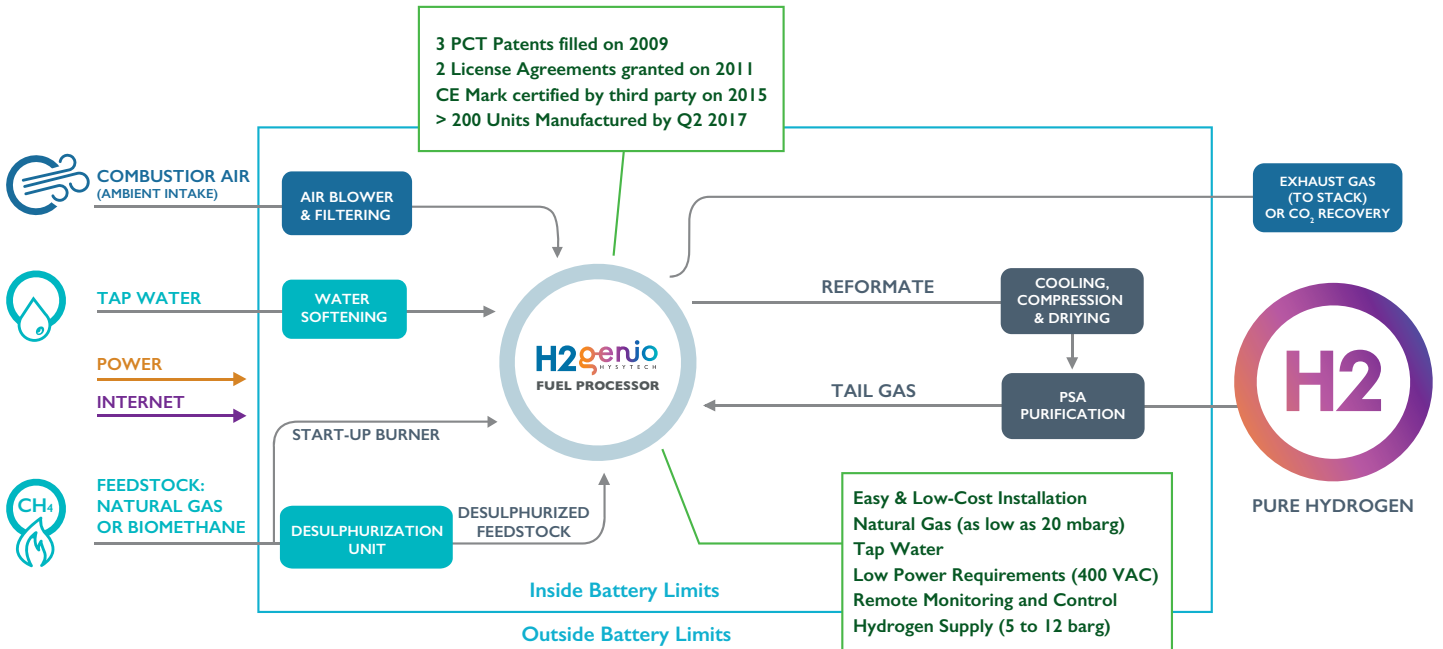 3 PCT Patents filled on 2009
2 License Agreements granted on 2011
CE Mark certified by third party on 2015
> 200 Units Manufactured by Q2 2017
COMBUSTIOR AIR
(AMBIENT INTAKE)
AIR BLOWER
& FILTERING
EXHAUST GAS
(TO STACK)
OR CO₂ RECOVERY
TAP WATER
WATER
SOFTENING
REFORMATE
COOLING,
COMPRESSION
& DRIYING
H2genio
HYSYTECH
FUEL PROCESSOR
POWER
INTERNET
TAIL GAS
PSA
PURIFICATION
H2
PURE HYDROGEN
START-UP BURNER
CH₄
FEEDSTOCK:
NATURAL GAS
OR BIOMETHANE
DESULPHURIZATION
UNIT
DESULPHURIZED
FEEDSTOCK
Easy & Low-Cost Installation
Natural Gas (as low as 20 mbarg)
Tap Water
Low Power Requirements (400 VAC)
Remote Monitoring and Control
Hydrogen Supply (5 to 12 barg)
Inside Battery Limits
Outside Battery Limits